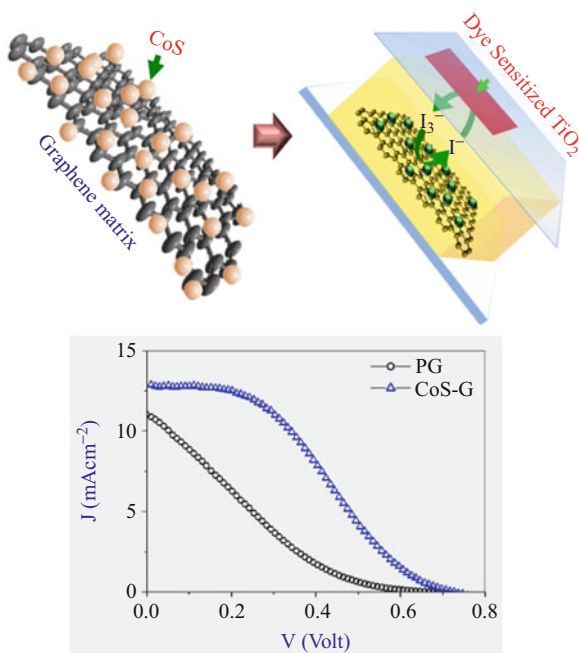 CoS
Graphene matrix
Dye Sensitized TiO₂
I₃⁻
I⁻
15
10
5
0
J (mAcm⁻²)
PG
CoS-G
0.0 0.2 0.4 0.6 0.8
V (Volt)